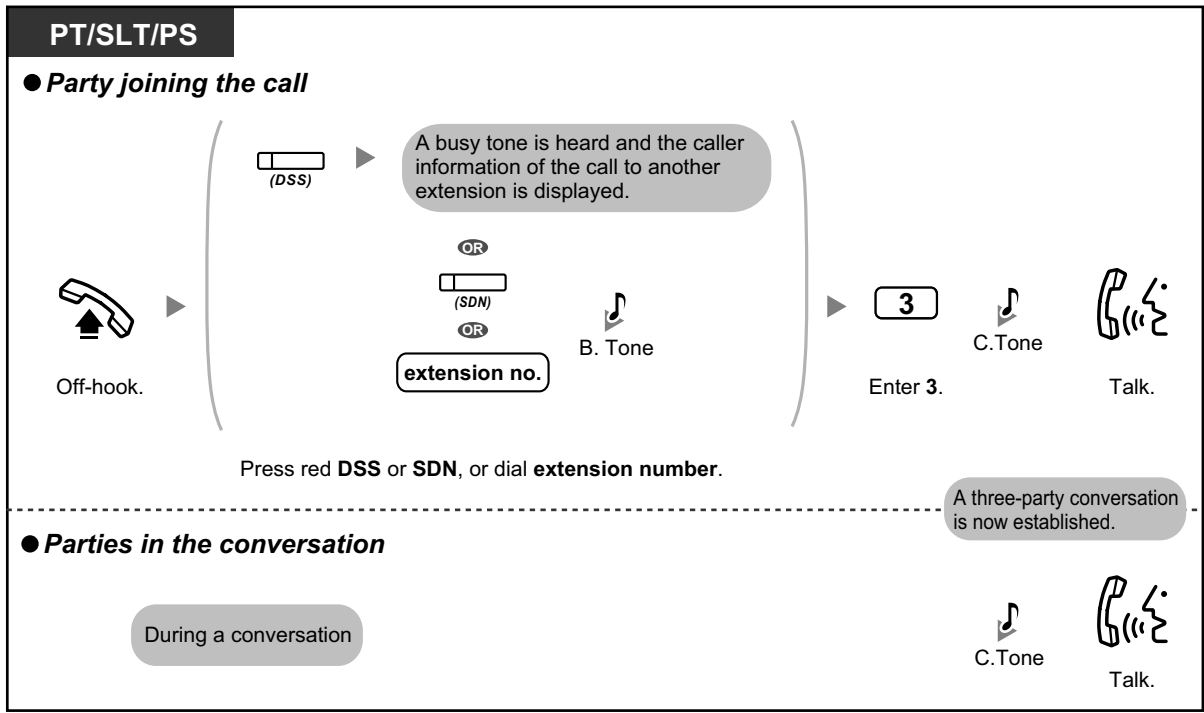 PT/SLT/PS
Party joining the call
(DSS)
A busy tone is heard and the caller
information of the call to another
extension is displayed.
OR
(SDN)
OR
extension no.
B. Tone
Off-hook.
3
C.Tone
Enter 3.
Talk.
Press red DSS or SDN, or dial extension number.
A three-party conversation
is now established.
Parties in the conversation
During a conversation
C.Tone
Talk.